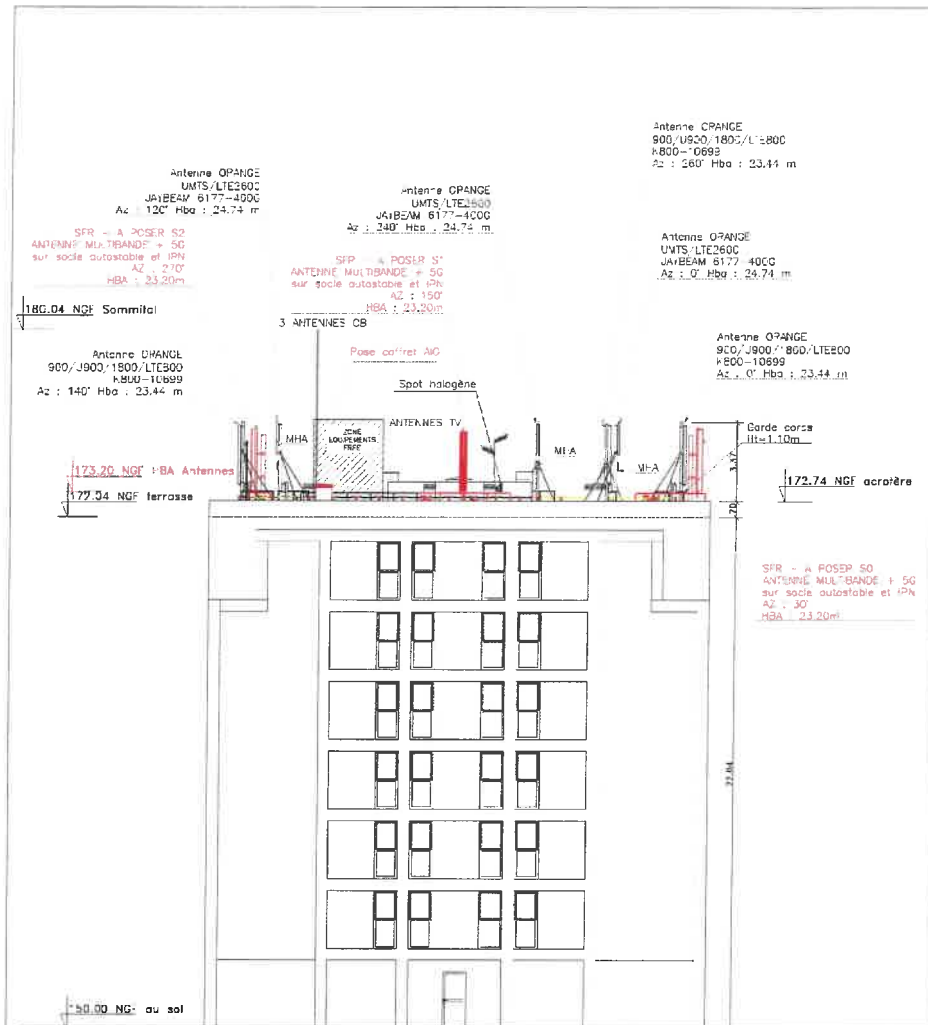 Antenne ORANGE
900/U900/1800/LTE800
K800-10699
Az : 260° Hba : 23.44 m
Antenne ORANGE
UMTS/LTE2600
JAYBEAM 6177-400G
Az : 120° Hba : 24.74 m
Antenne ORANGE
UMTS/LTE2600
JAYBEAM 6177-400G
Az : 240° Hba : 24.74 m
SFR - A POSER S2
ANTENNE MULTIBANDE + 5G
sur socle autostable et IPN
AZ : 270°
HBA : 23.20m
SFR - A POSER S1
ANTENNE MULTIBANDE + 5G
sur socle autostable et IPN
AZ : 150°
HBA : 23.20m
Antenne ORANGE
UMTS/LTE2600
JAYBEAM 6177-400G
Az : 0° Hba : 24.74 m
180.04 NGF Sommital
3 ANTENNES CB
Antenne ORANGE
900/U900/1800/LTE800
K800-10699
Az : 140° Hba : 23.44 m
Pose coffret AIG
Spot halogène
Antenne ORANGE
900/U900/1800/LTE800
K800-10699
Az : 0° Hba : 23.44 m
ANTENNES TV
ZONE
EQUIPEMENTS
FREE
MHA
MHA
MHA
Garde corps
Ht=1.10m
3.37
173.20 NGF HBA Antennes
172.04 NGF terrasse
172.74 NGF acrotère
.70
SFR - A POSER S0
ANTENNE MULTIBANDE + 5G
sur socle autostable et IPN
AZ : 30°
HBA : 23.20m
22.04
150.00 NGF au sol